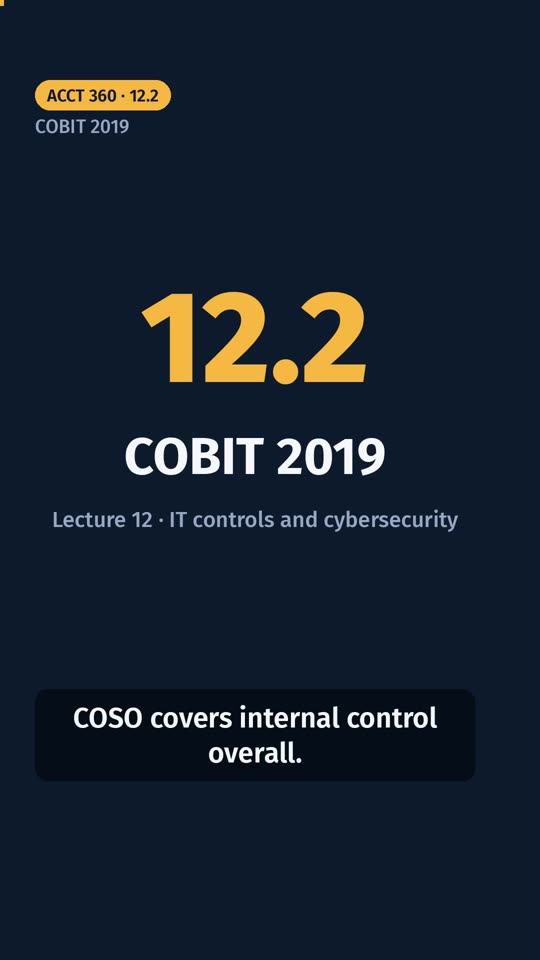 ACCT 360 · 12.2
COBIT 2019
12.2
COBIT 2019
Lecture 12 · IT controls and cybersecurity
COSO covers internal control
overall.